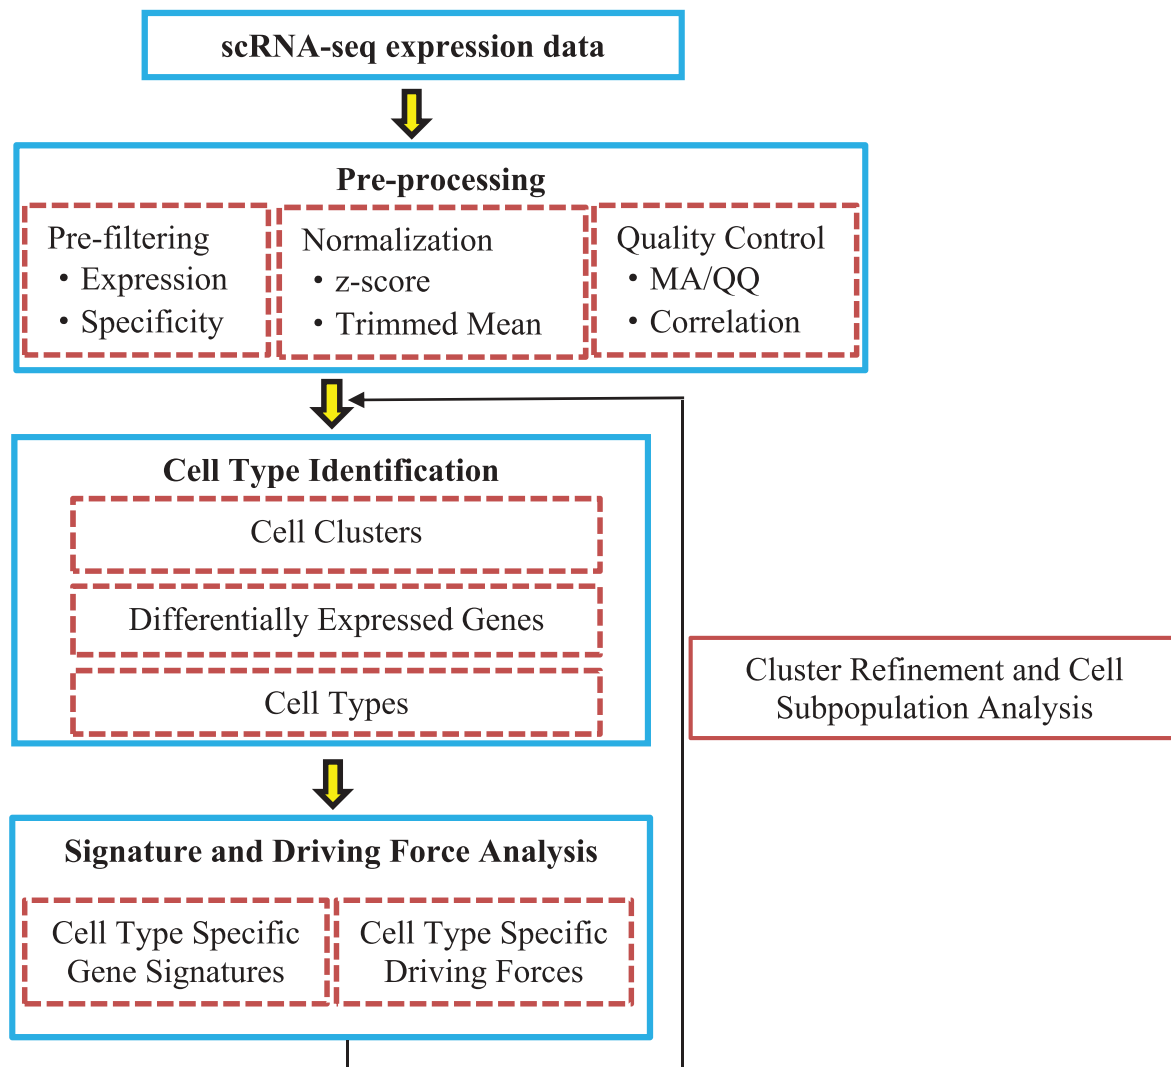 scRNA-seq expression data
Pre-processing
Pre-filtering
• Expression
• Specificity
Normalization
• z-score
• Trimmed Mean
Quality Control
• MA/QQ
• Correlation
Cell Type Identification
Cell Clusters
Differentially Expressed Genes
Cell Types
Cluster Refinement and Cell
Subpopulation Analysis
Signature and Driving Force Analysis
Cell Type Specific
Gene Signatures
Cell Type Specific
Driving Forces